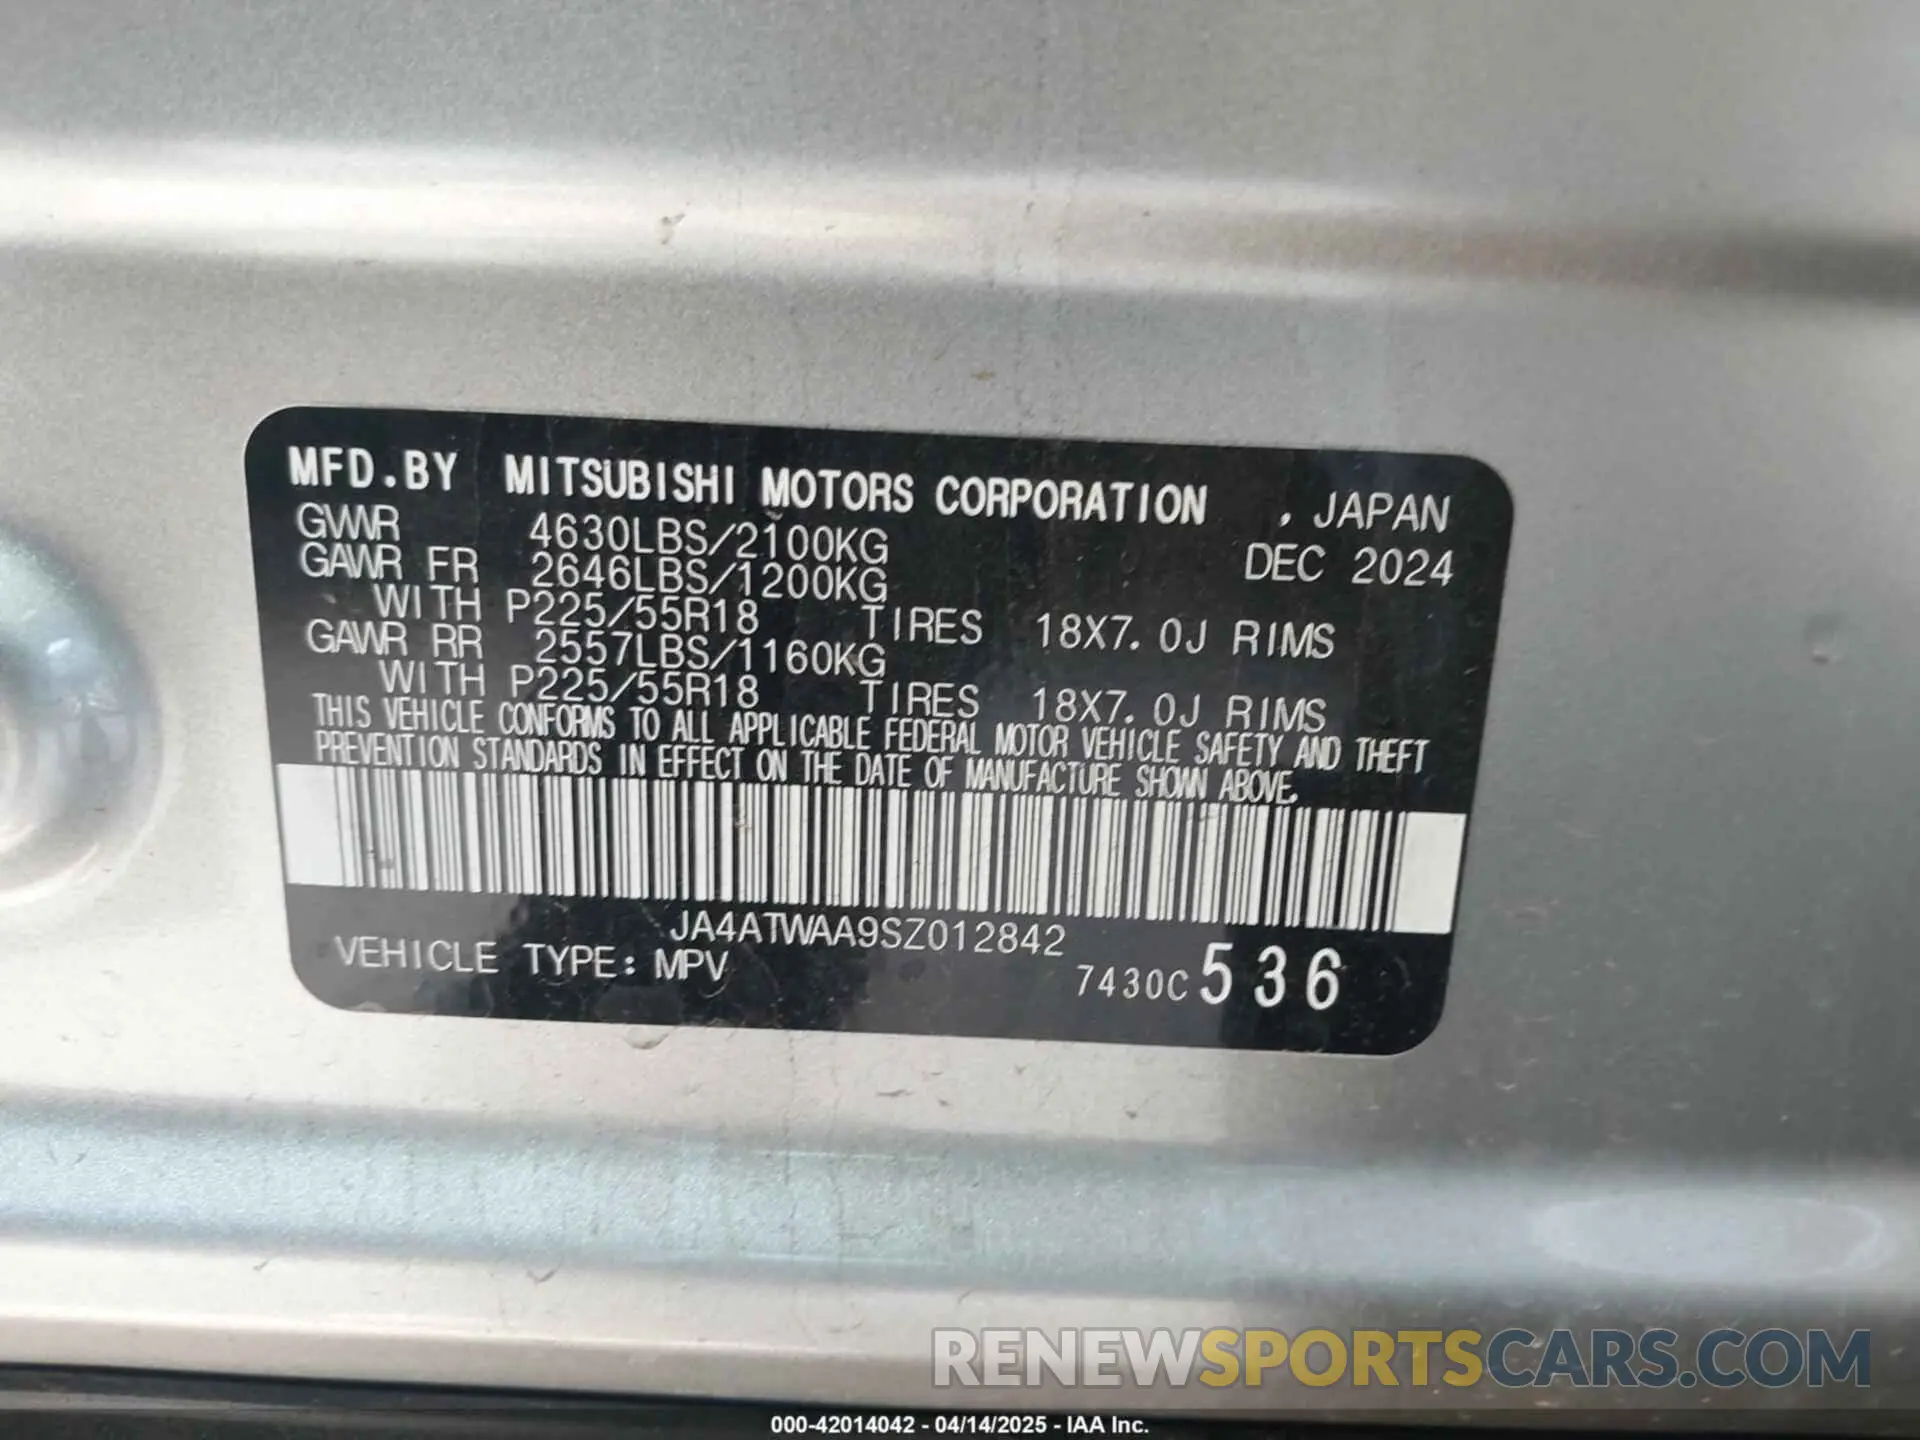 MFD.BY MITSUBISHI MOTORS CORPORATION , JAPAN
GVWR 4630LBS/2100KG DEC 2024
GAWR FR 2646LBS/1200KG
WITH P225/55R18 TIRES 18X7.0J RIMS
GAWR RR 2557LBS/1160KG
WITH P225/55R18 TIRES 18X7.0J RIMS
THIS VEHICLE CONFORMS TO ALL APPLICABLE FEDERAL MOTOR VEHICLE SAFETY AND THEFT
PREVENTION STANDARDS IN EFFECT ON THE DATE OF MANUFACTURE SHOWN ABOVE.
JA4ATWAA9SZ012842
VEHICLE TYPE: MPV 7430C 536
RENEWSPORTSCARS.COM
000-42014042 - 04/14/2025 - IAA Inc.